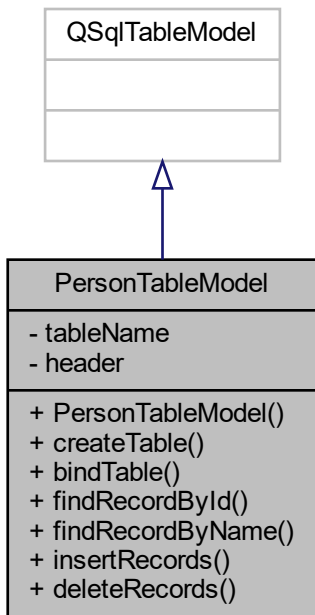 QSqlTableModel
PersonTableModel
- tableName
- header
+ PersonTableModel()
+ createTable()
+ bindTable()
+ findRecordById()
+ findRecordByName()
+ insertRecords()
+ deleteRecords()